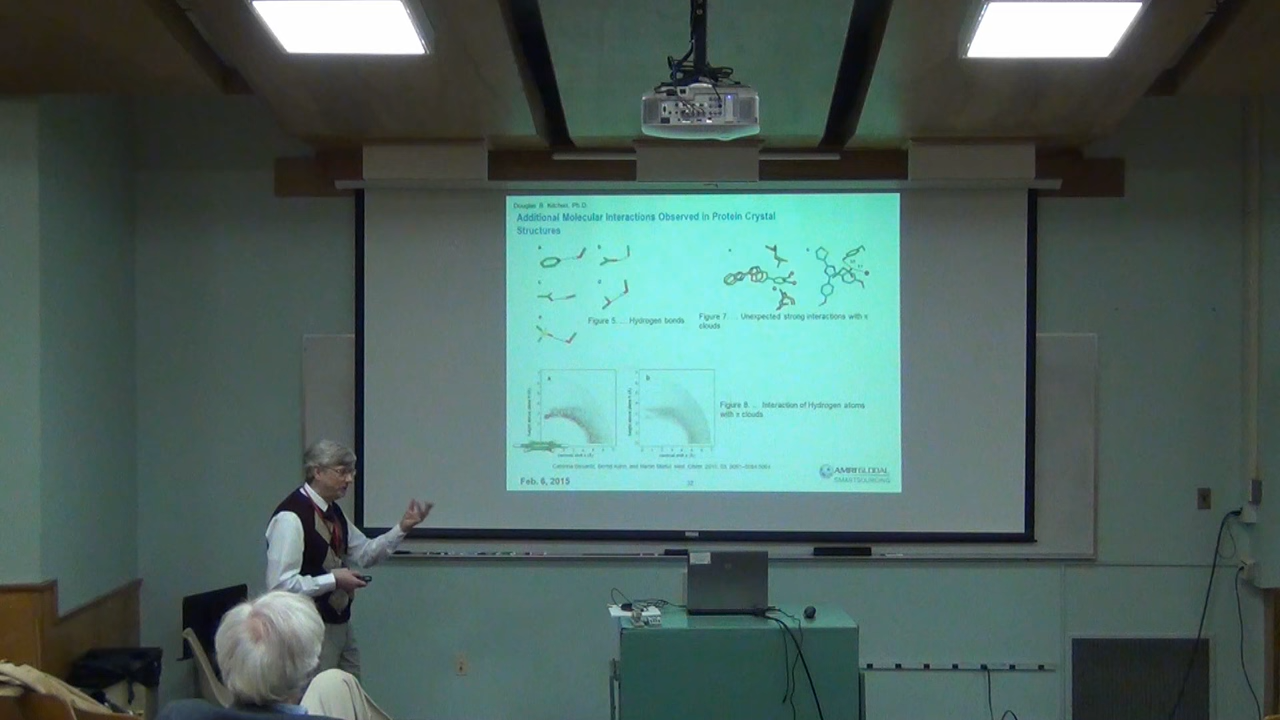 Douglas B. Kitchen, Ph.D.
Additional Molecular Interactions Observed in Protein Crystal
Structures
Figure 5. ... Hydrogen bonds
Figure 7. ... Unexpected strong interactions with π
clouds
a
b
Figure 8. ... Interaction of Hydrogen atoms
with π clouds
Feb. 6, 2015
AMRI GLOBAL
SMARTSOURCING